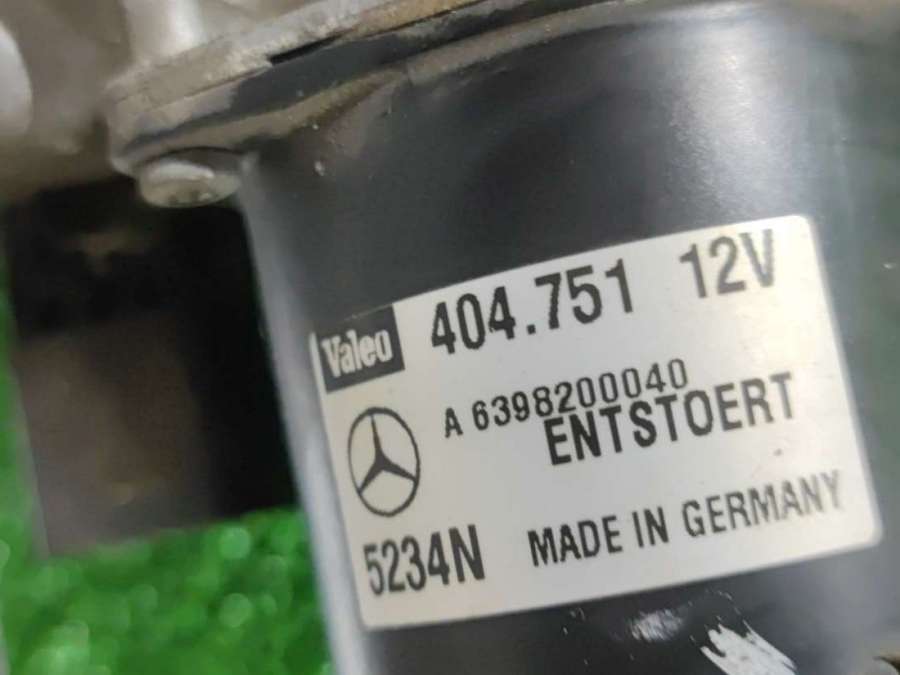 Valeo 404.751 12V
A 6398200040
ENTSTOERT
5234N MADE IN GERMANY